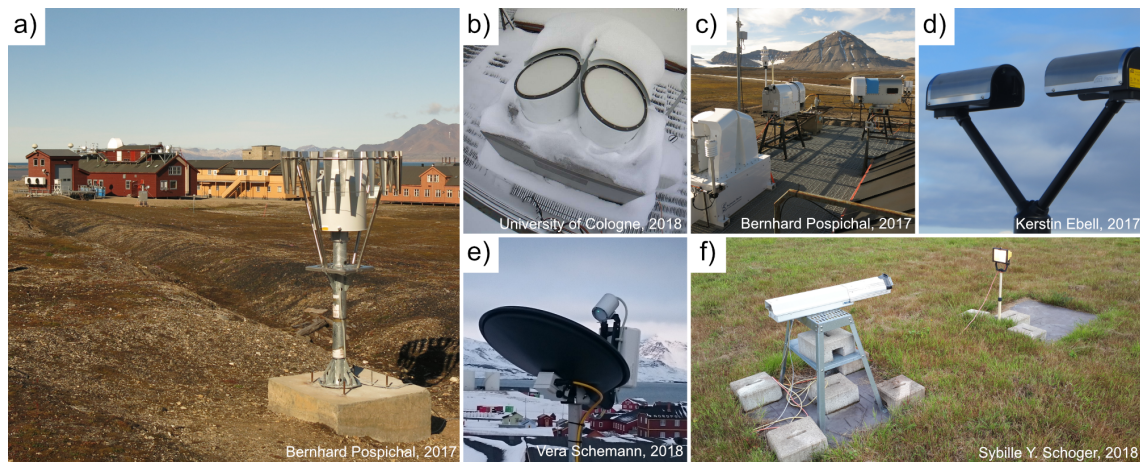 a)
Bernhard Pospichal, 2017
b)
University of Cologne, 2018
c)
Bernhard Pospichal, 2017
d)
Kerstin Ebell, 2017
e)
Vera Schemann, 2018
f)
Sybille Y. Schoger, 2018